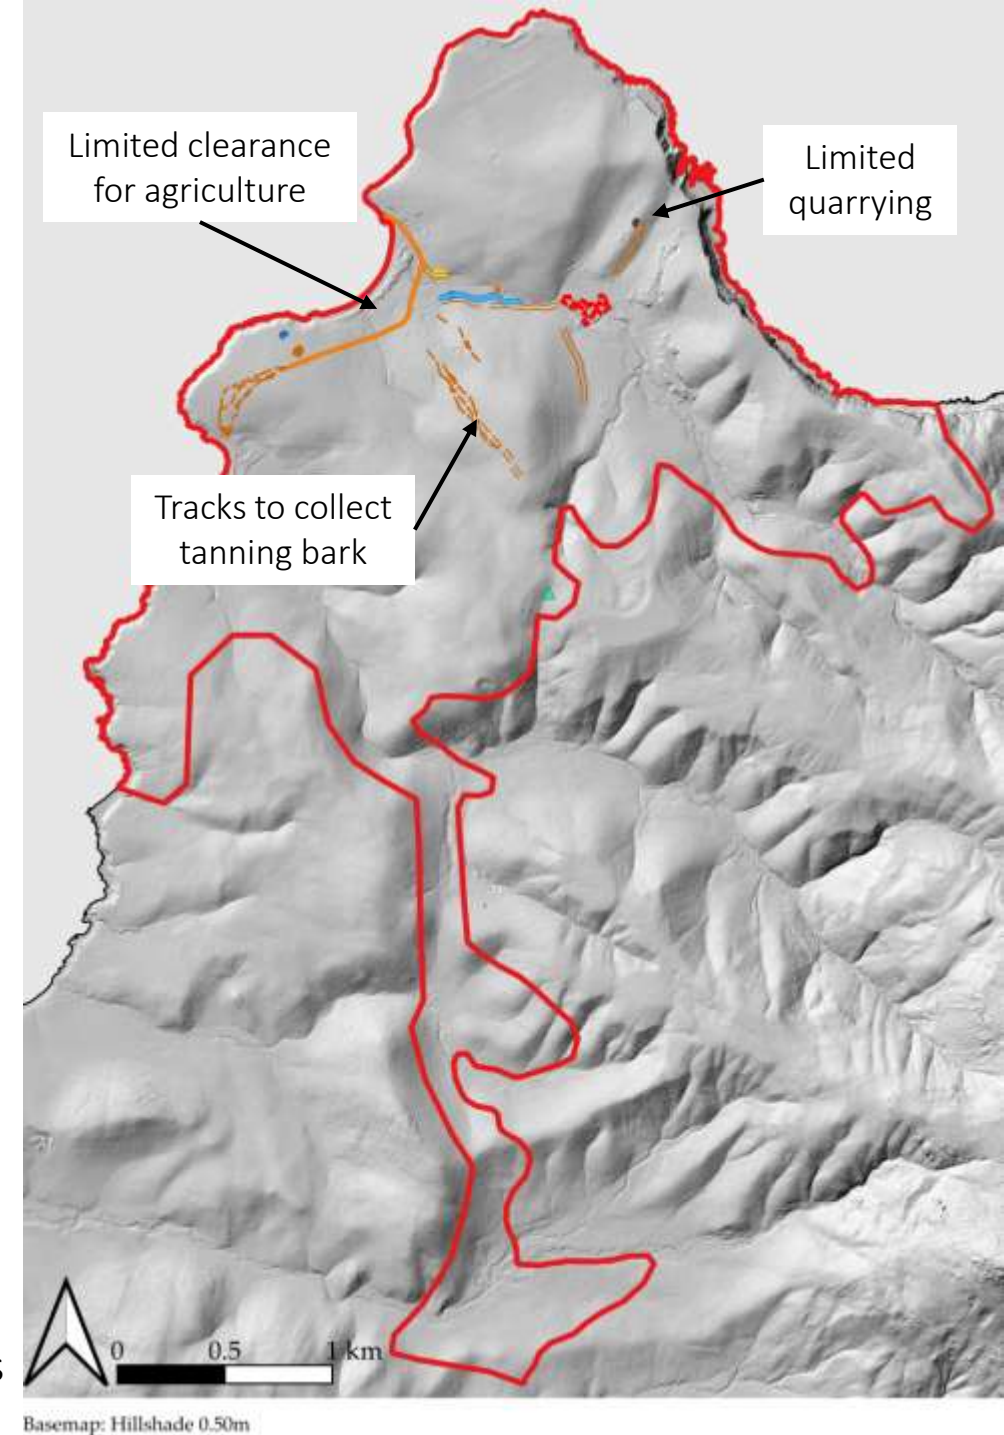 Limited clearance
for agriculture
Limited
quarrying
Tracks to collect
tanning bark
0 0.5 1 km
s
Basemap: Hillshade 0.50m